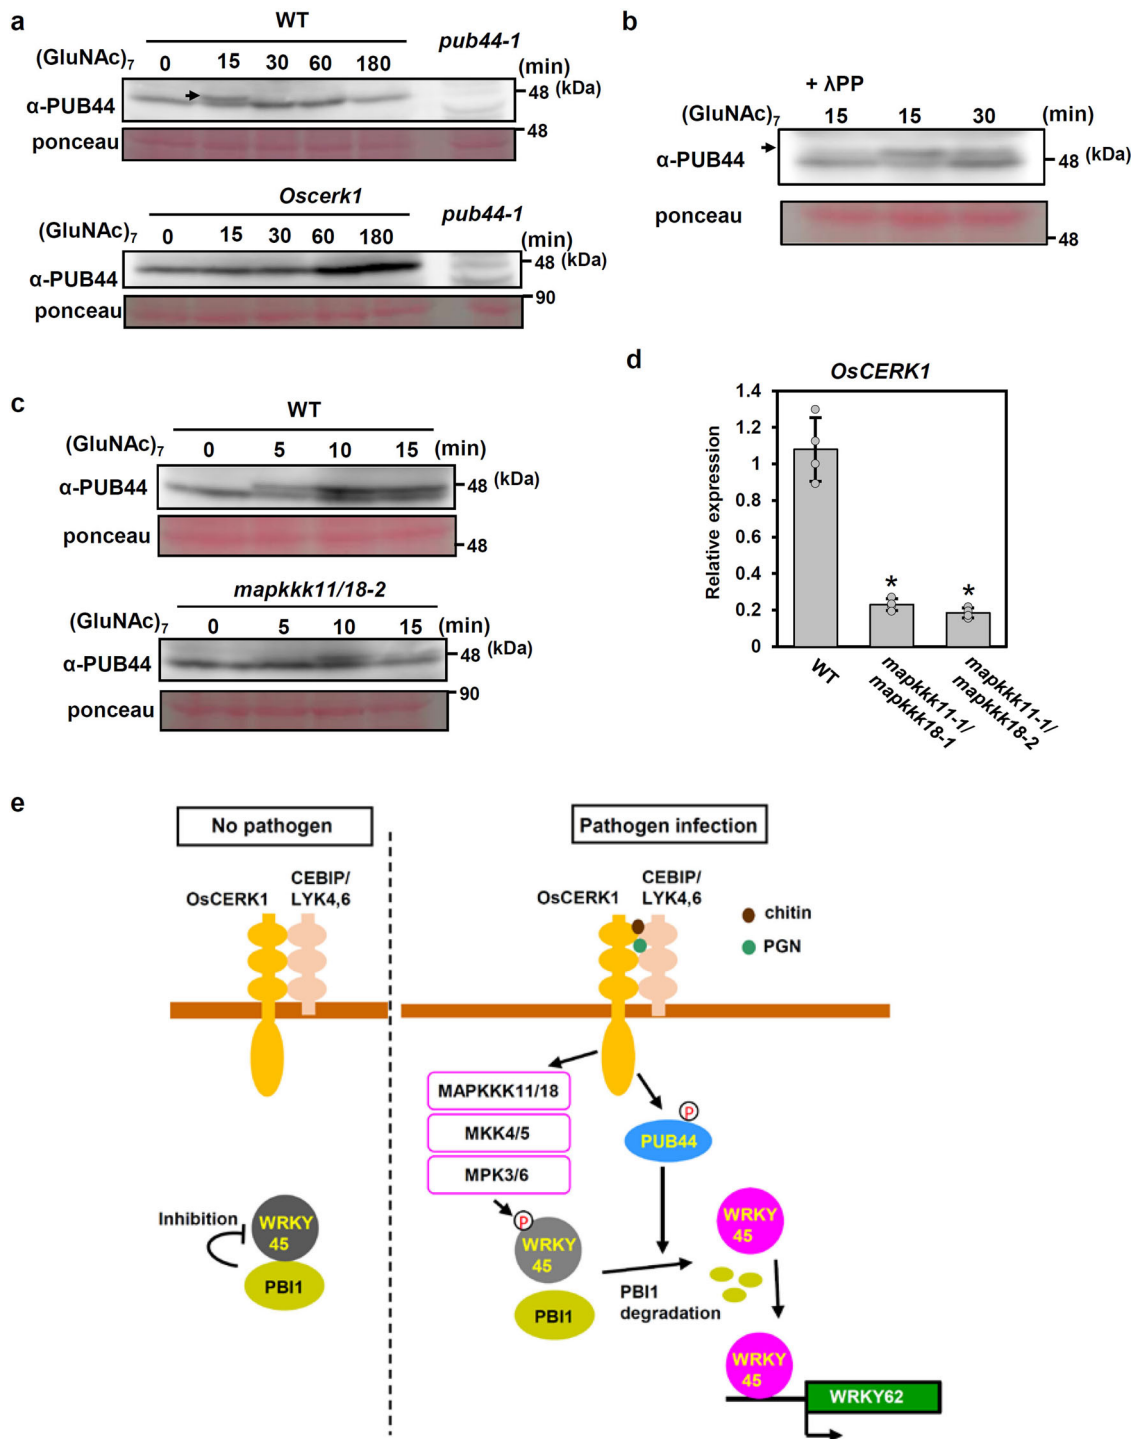 a
WT
(GluNAc)7 0 15 30 60 180 pub44-1 (min)
48 (kDa)
α-PUB44
48
ponceau
Oscerk1
(GluNAc)7 0 15 30 60 180 pub44-1 (min)
48 (kDa)
α-PUB44
90
ponceau
b
+ λPP
(GluNAc)7 15 15 30 (min)
α-PUB44 48 (kDa)
ponceau
48
c
WT
(GluNAc)7 0 5 10 15 (min)
α-PUB44 48 (kDa)
ponceau
48
mapkkk11/18-2
(GluNAc)7 0 5 10 15 (min)
α-PUB44 48 (kDa)
90
ponceau
d
OsCERK1
Relative expression
1.4
1.2
1
0.8
0.6
0.4
0.2
0
* *
WT
mapkkk11-1/
mapkkk18-1
mapkkk11-1/
mapkkk18-2
e
No pathogen
OsCERK1
CEBIP/
LYK4,6
Inhibition
WRKY
45
PBI1
Pathogen infection
OsCERK1
CEBIP/
LYK4,6
chitin
PGN
MAPKKK11/18
MKK4/5
MPK3/6
P
PUB44
P
WRKY
45
PBI1
PBI1
degradation
WRKY
45
WRKY
45
WRKY62